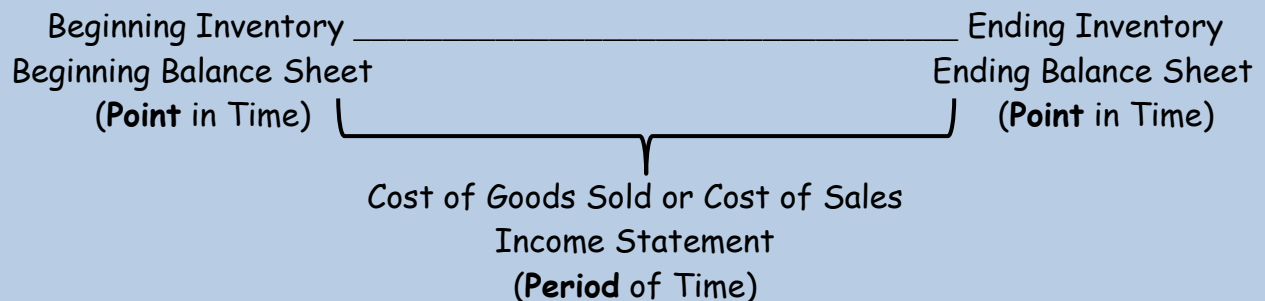 Beginning Inventory __________________________________ Ending Inventory
Beginning Balance Sheet Ending Balance Sheet
(Point in Time) (Point in Time)
Cost of Goods Sold or Cost of Sales
Income Statement
(Period of Time)